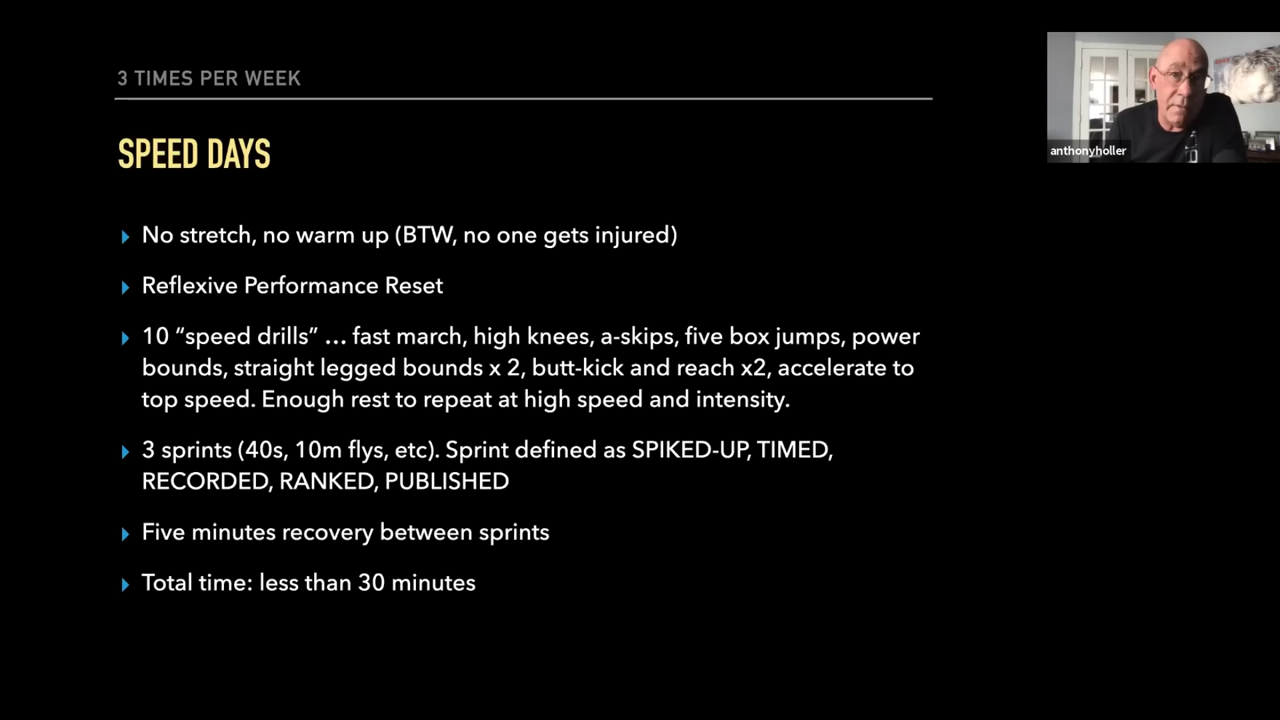 3 TIMES PER WEEK
SPEED DAYS
No stretch, no warm up (BTW, no one gets injured)
Reflexive Performance Reset
10 “speed drills” … fast march, high knees, a-skips, five box jumps, power
bounds, straight legged bounds x 2, butt-kick and reach x2, accelerate to
top speed. Enough rest to repeat at high speed and intensity.
3 sprints (40s, 10m flys, etc). Sprint defined as SPIKED-UP, TIMED,
RECORDED, RANKED, PUBLISHED
Five minutes recovery between sprints
Total time: less than 30 minutes
anthonyholler